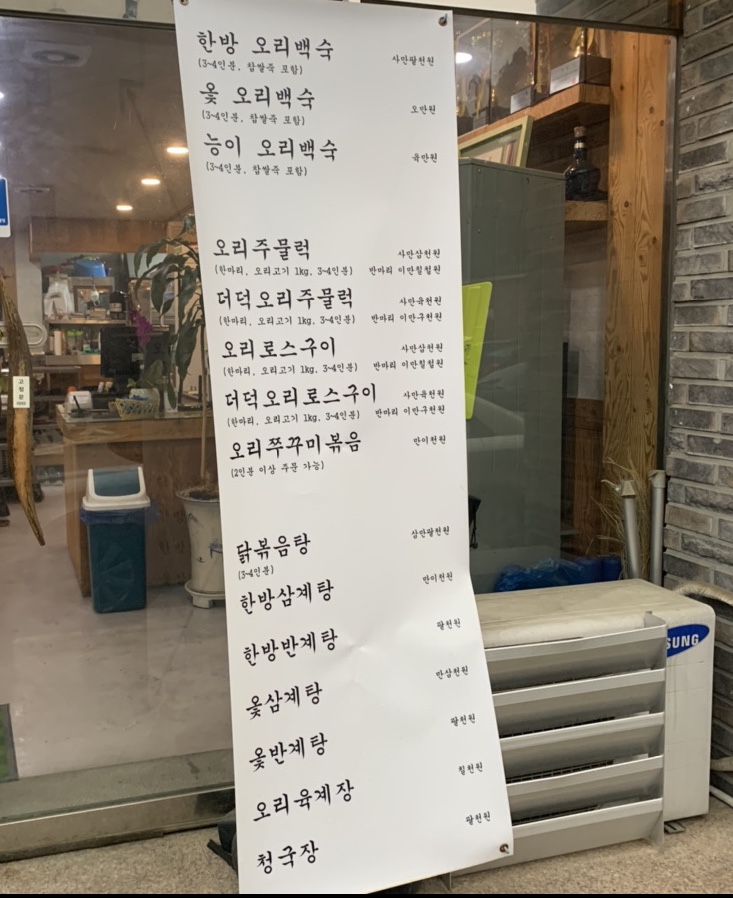 한방 오리백숙 사만팔천원
(3~4인분, 찹쌀죽 포함)
옻 오리백숙 오만원
(3~4인분, 찹쌀죽 포함)
능이 오리백숙 육만원
(3~4인분, 찹쌀죽 포함)
오리주물럭 사만삼천원
(한마리, 오리고기 1kg, 3~4인분) 반마리 이만칠철원
더덕오리주물럭 사만육천원
(한마리, 오리고기 1kg, 3~4인분) 반마리 이만구천원
오리로스구이 사만삼천원
(한마리, 오리고기 1kg, 3~4인분) 반마리 이만칠철원
더덕오리로스구이 사만육천원
(한마리, 오리고기 1kg, 3~4인분) 반마리 이만구천원
오리쭈꾸미볶음 만이천원
(2인분 이상 주문 가능)
닭볶음탕 삼만팔천원
(3~4인분)
한방삼계탕 만이천원
한방반계탕 팔천원
옻삼계탕 만삼천원
옻반계탕 팔천원
오리육계장 칠천원
청국장 팔천원
SUNG